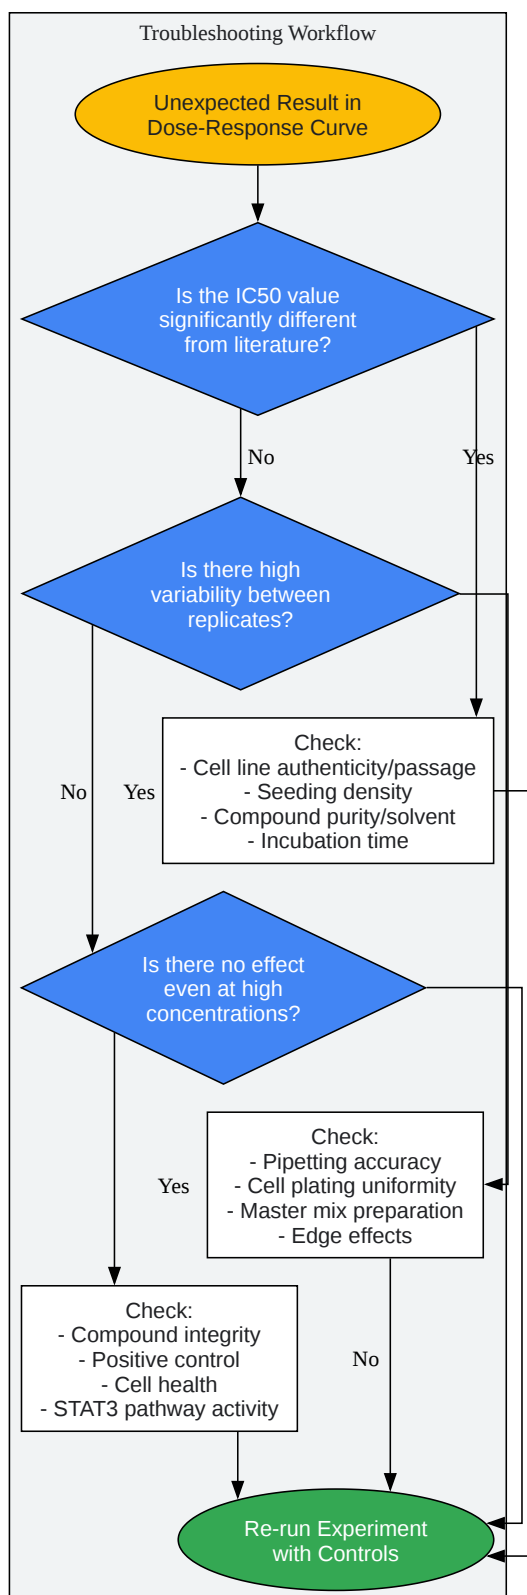 Troubleshooting Workflow
Unexpected Result in
Dose-Response Curve
Is the IC50 value
significantly different
from literature?
No
Yes
Is there high
variability between
replicates?
Check:
- Cell line authenticity/passage
- Seeding density
- Compound purity/solvent
- Incubation time
No
Yes
Is there no effect
even at high
concentrations?
Check:
- Pipetting accuracy
- Cell plating uniformity
- Master mix preparation
- Edge effects
Yes
Check:
- Compound integrity
- Positive control
- Cell health
- STAT3 pathway activity
No
Re-run Experiment
with Controls